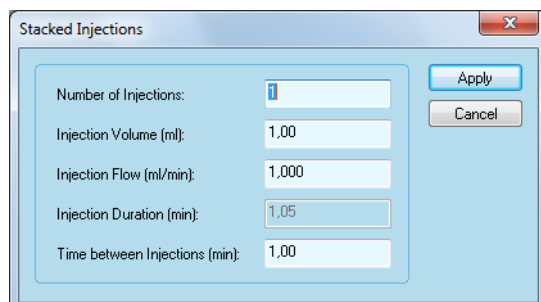 Stacked Injections
Number of Injections: 1
Injection Volume (ml): 1,00
Injection Flow (ml/min): 1,000
Injection Duration (min): 1,05
Time between Injections (min): 1,00
Apply
Cancel